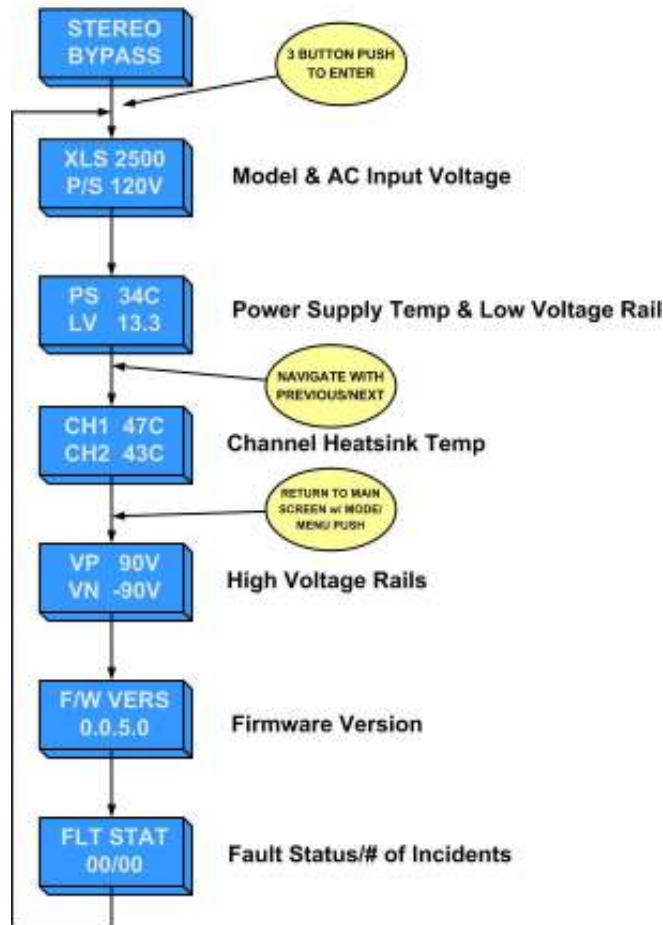 STEREO
BYPASS
3 BUTTON PUSH
TO ENTER
XLS 2500
P/S 120V
Model & AC Input Voltage
PS 34C
LV 13.3
Power Supply Temp & Low Voltage Rail
NAVIGATE WITH
PREVIOUS/NEXT
CH1 47C
CH2 43C
Channel Heatsink Temp
RETURN TO MAIN
SCREEN w/ MODE/
MENU PUSH
VP 90V
VN -90V
High Voltage Rails
F/W VERS
0.0.5.0
Firmware Version
FLT STAT
00/00
Fault Status/# of Incidents